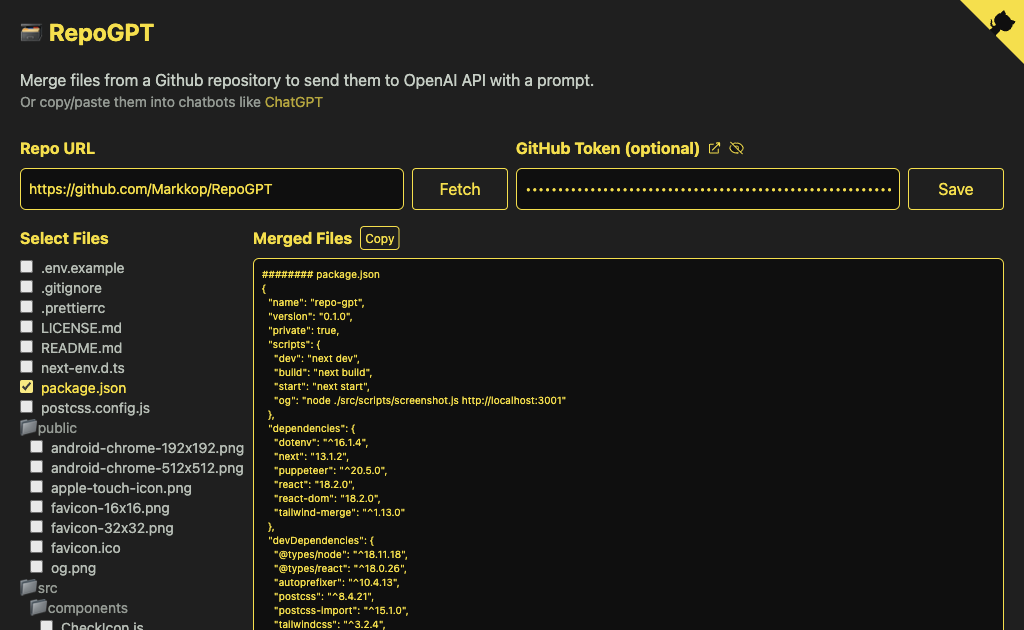 RepoGPT
Merge files from a Github repository to send them to OpenAI API with a prompt.
Or copy/paste them into chatbots like ChatGPT
Repo URL
GitHub Token (optional)
https://github.com/Markkop/RepoGPT
Fetch
Save
Select Files
.env.example
.gitignore
.prettierrc
LICENSE.md
README.md
next-env.d.ts
package.json
postcss.config.js
public
android-chrome-192x192.png
android-chrome-512x512.png
apple-touch-icon.png
favicon-16x16.png
favicon-32x32.png
favicon.ico
og.png
src
components
CheckIcon.js
Merged Files
Copy
######## package.json
{
"name": "repo-gpt",
"version": "0.1.0",
"private": true,
"scripts": {
"dev": "next dev",
"build": "next build",
"start": "next start",
"og": "node ./src/scripts/screenshot.js http://localhost:3001"
},
"dependencies": {
"dotenv": "^16.1.4",
"next": "13.1.2",
"puppeteer": "^20.5.0",
"react": "18.2.0",
"react-dom": "18.2.0",
"tailwind-merge": "^1.13.0"
},
"devDependencies": {
"@types/node": "^18.11.18",
"@types/react": "^18.0.26",
"autoprefixer": "^10.4.13",
"postcss": "^8.4.21",
"postcss-import": "^15.1.0",
"tailwindcss": "^3.2.4",